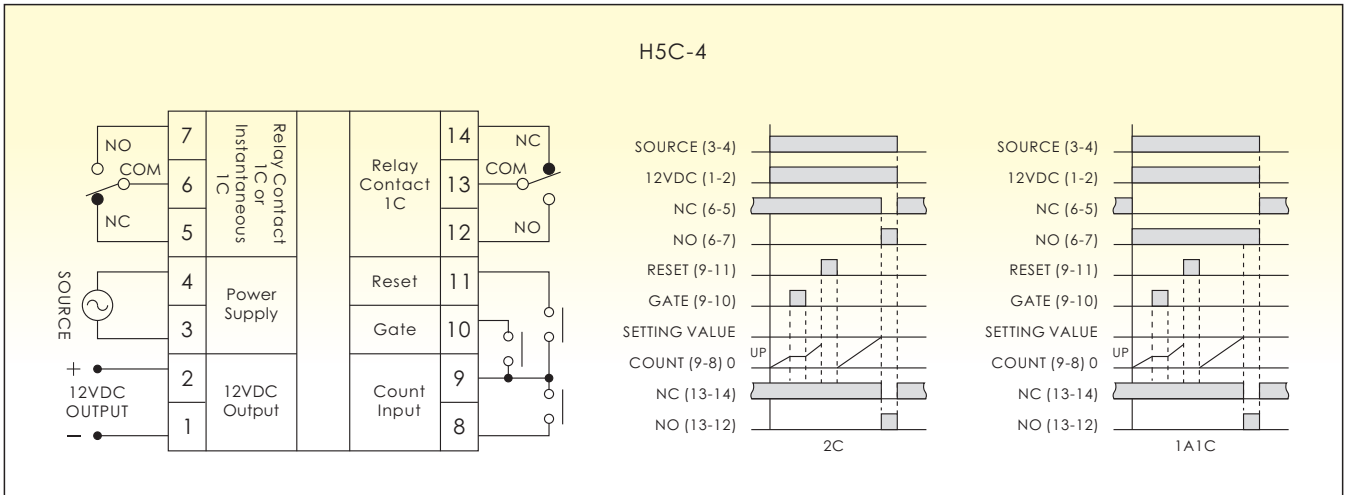 H5C-4
NO
COM
NC
SOURCE
+
12VDC
OUTPUT
−
7
6
5
4
3
2
1
Relay Contact
1C or
Instantaneous
1C
Power
Supply
12VDC
Output
Relay
Contact
1C
Reset
Gate
Count
Input
14
13
12
11
10
9
8
NC
COM
NO
SOURCE (3-4)
12VDC (1-2)
NC (6-5)
NO (6-7)
RESET (9-11)
GATE (9-10)
SETTING VALUE
UP
COUNT (9-8) 0
NC (13-14)
NO (13-12)
2C
SOURCE (3-4)
12VDC (1-2)
NC (6-5)
NO (6-7)
RESET (9-11)
GATE (9-10)
SETTING VALUE
UP
COUNT (9-8) 0
NC (13-14)
NO (13-12)
1A1C